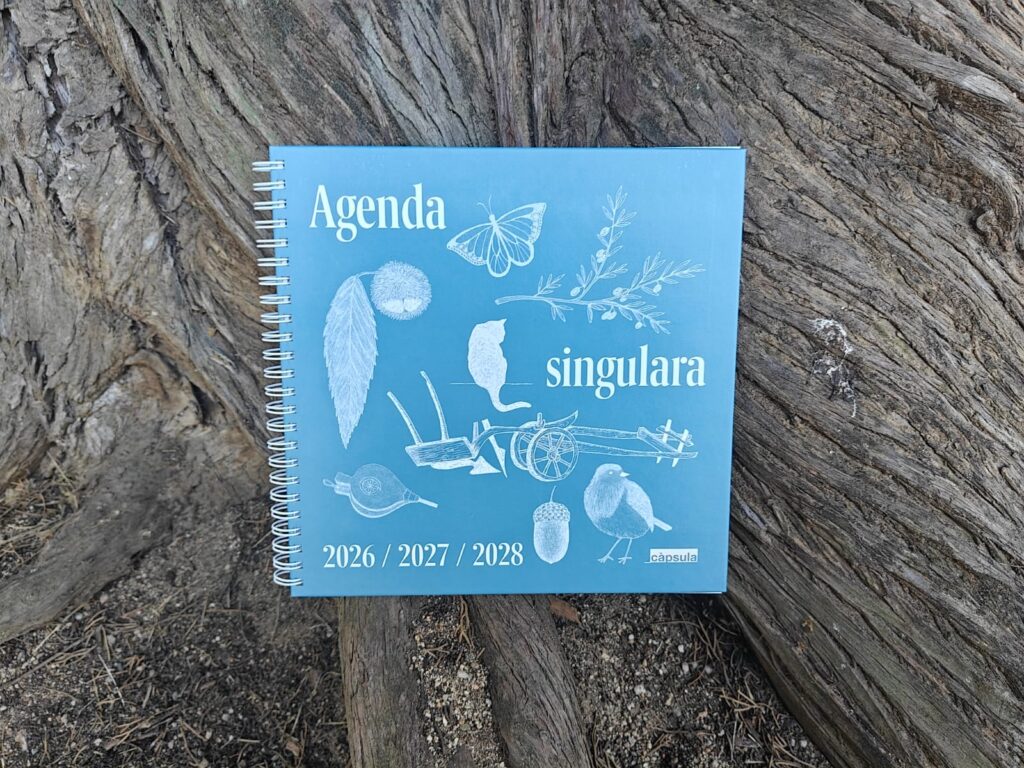 Agenda
singulara
2026 / 2027 / 2028
càpsula